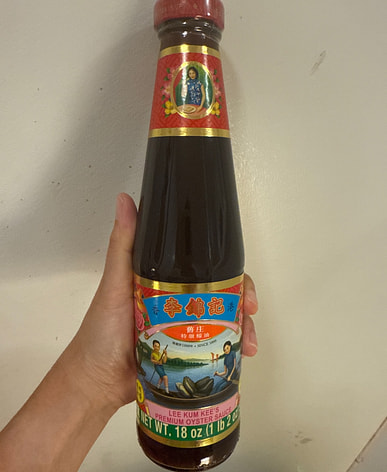 李錦記
舊庄
特級蠔油
SINCE 1888
LEE KUM KEE'S
PREMIUM OYSTER SAUCE
NET WT. 18 oz (1 lb 2 oz)